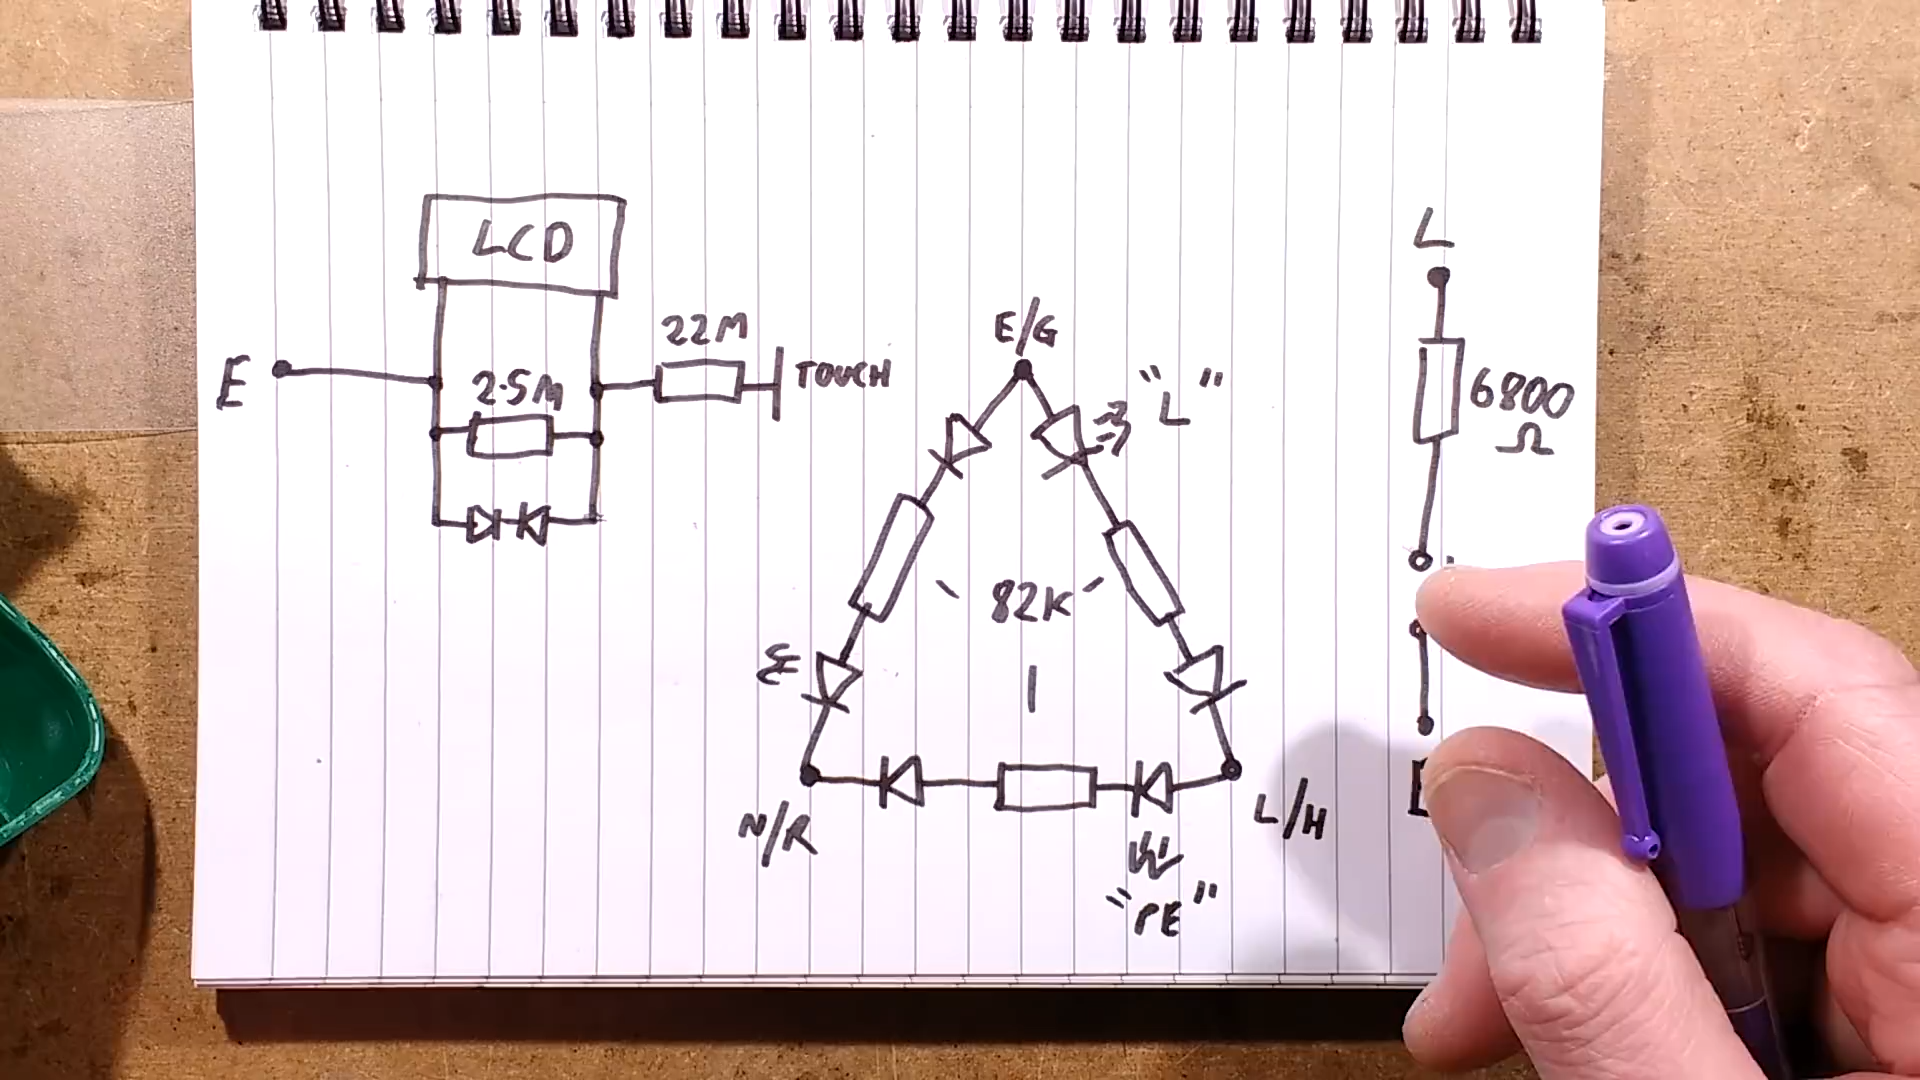 LCD
E
2.5M
22M
TOUCH
E/G
"L"
82K
N/R
L/H
"PE"
L
6800
Ω